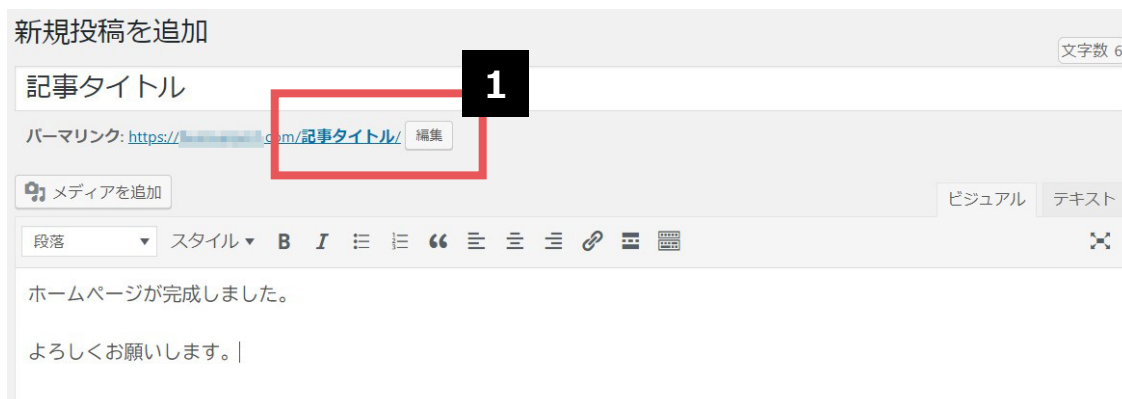 新規投稿を追加
文字数 6
記事タイトル
1
パーマリンク: https:// .com/記事タイトル/ 編集
メディアを追加
ビジュアル テキスト
段落 スタイル B I
ホームページが完成しました。
よろしくお願いします。